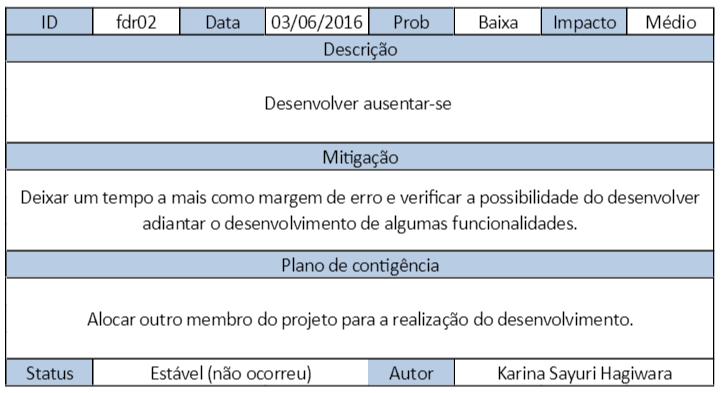 ID fdr02 Data 03/06/2016 Prob Baixa Impacto Médio
Descrição
Desenvolver ausentar-se
Mitigação
Deixar um tempo a mais como margem de erro e verificar a possibilidade do desenvolver
adiantar o desenvolvimento de algumas funcionalidades.
Plano de contigência
Alocar outro membro do projeto para a realização do desenvolvimento.
Status Estável (não ocorreu) Autor Karina Sayuri Hagiwara